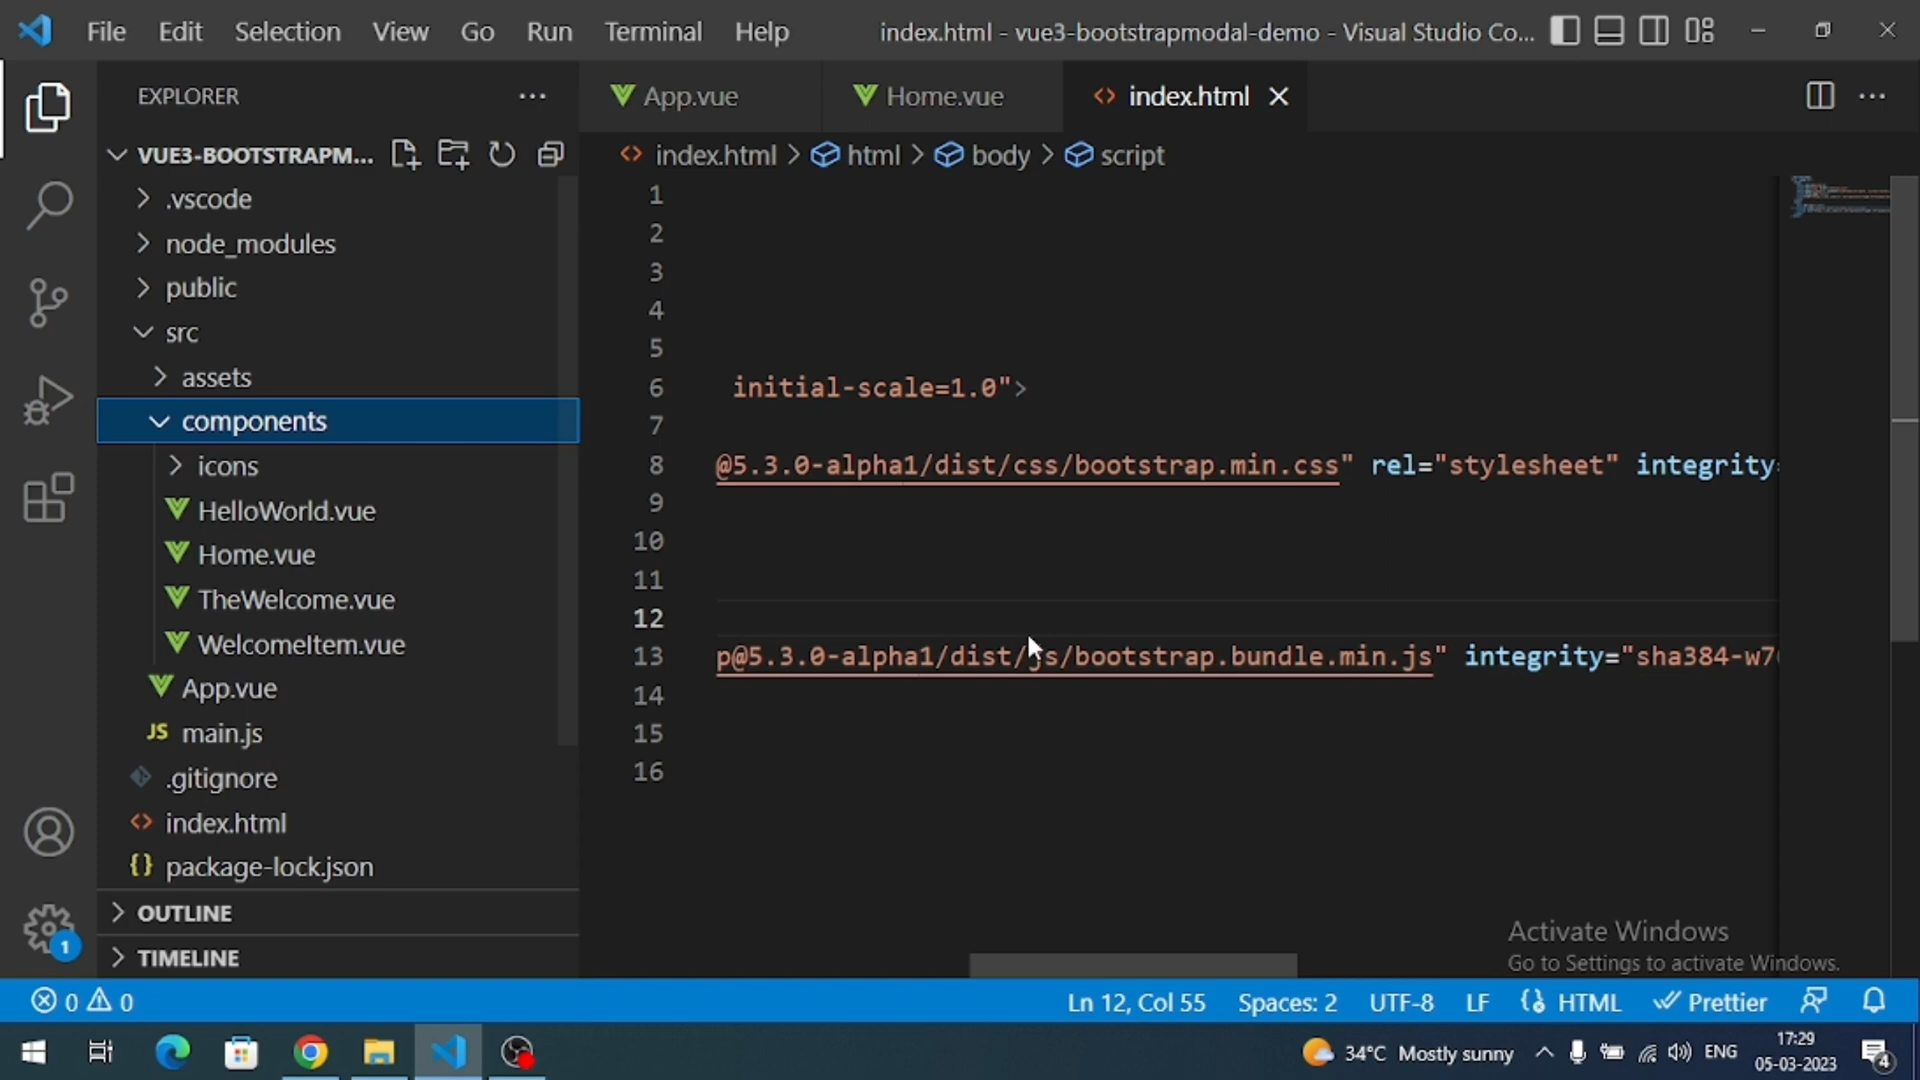 File Edit Selection View Go Run Terminal Help index.html - vue3-bootstrapmodal-demo - Visual Studio Co...
EXPLORER
App.vue Home.vue index.html
VUE3-BOOTSTRAPM...
index.html > html > body > script
.vscode
node_modules
public
src
assets
components
icons
HelloWorld.vue
Home.vue
TheWelcome.vue
WelcomeItem.vue
App.vue
JS main.js
.gitignore
<> index.html
{} package-lock.json
OUTLINE
TIMELINE
1
2
3
4
5
6 initial-scale=1.0">
7
8 @5.3.0-alpha1/dist/css/bootstrap.min.css" rel="stylesheet" integrity=
9
10
11
12
13 p@5.3.0-alpha1/dist/js/bootstrap.bundle.min.js" integrity="sha384-w7
14
15
16
Activate Windows
Go to Settings to activate Windows.
1
0 0 Ln 12, Col 55 Spaces: 2 UTF-8 LF HTML Prettier
34°C Mostly sunny ENG 17:29
05-03-2023
4